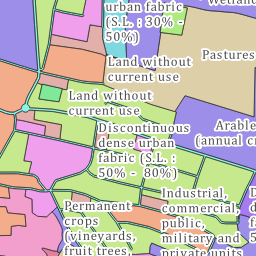 urban fabric
(S.L. : 30% -
50%)
Pastures
Land without
current use
Land without
current use
Arable
(annual cr
Discontinuous
dense urban
fabric (S.L. :
50% - 80%)
Industrial,
commercial,
public,
military and
private units
Permanent
crops
(vineyards,
fruit trees,